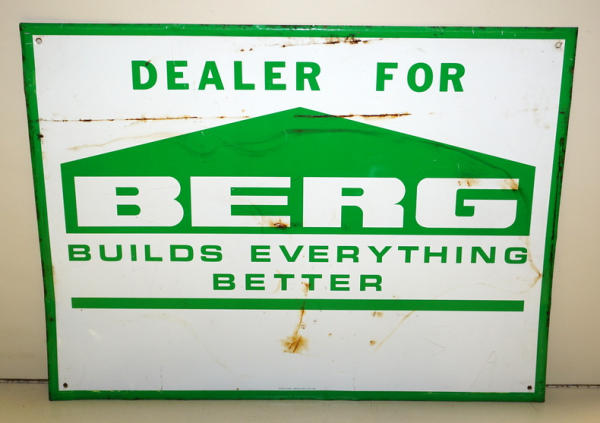 DEALER FOR
BERG
BUILDS EVERYTHING
BETTER